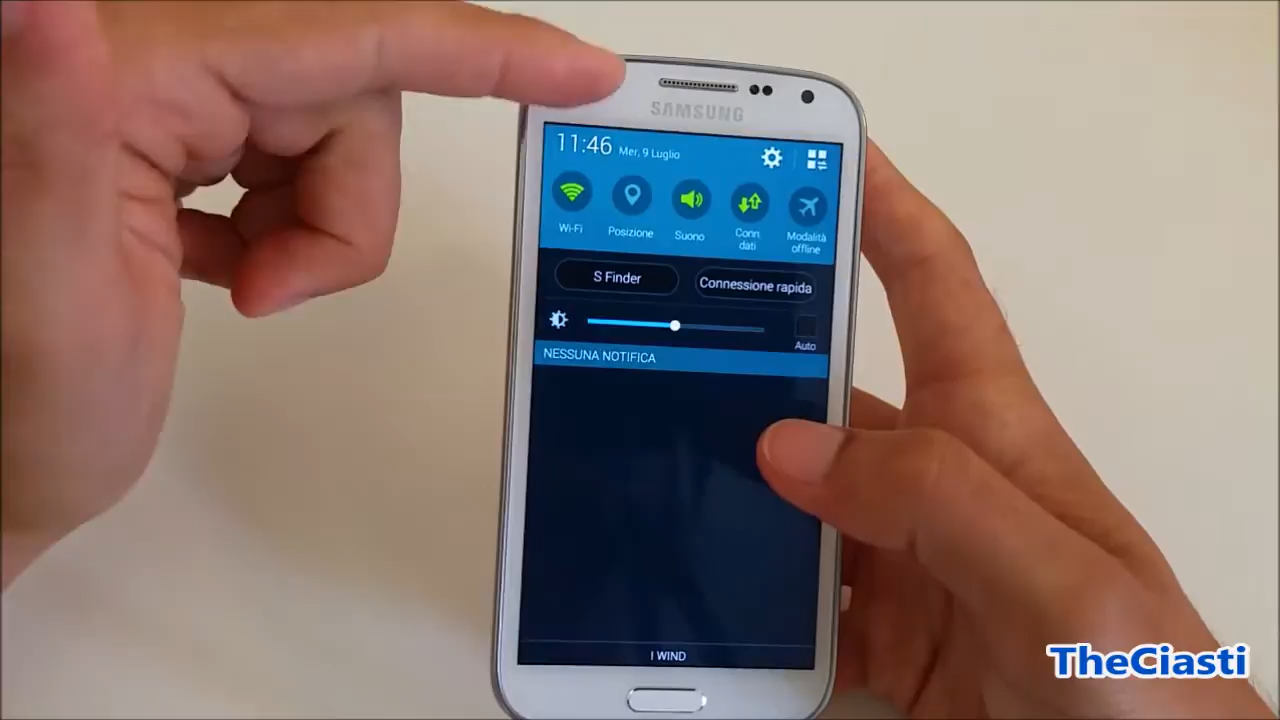 SAMSUNG
11:46 Mer, 9 Luglio
Wi-Fi Posizione Suono Conn. dati Modalità offline
S Finder Connessione rapida
Auto
NESSUNA NOTIFICA
I WIND
TheCiasti